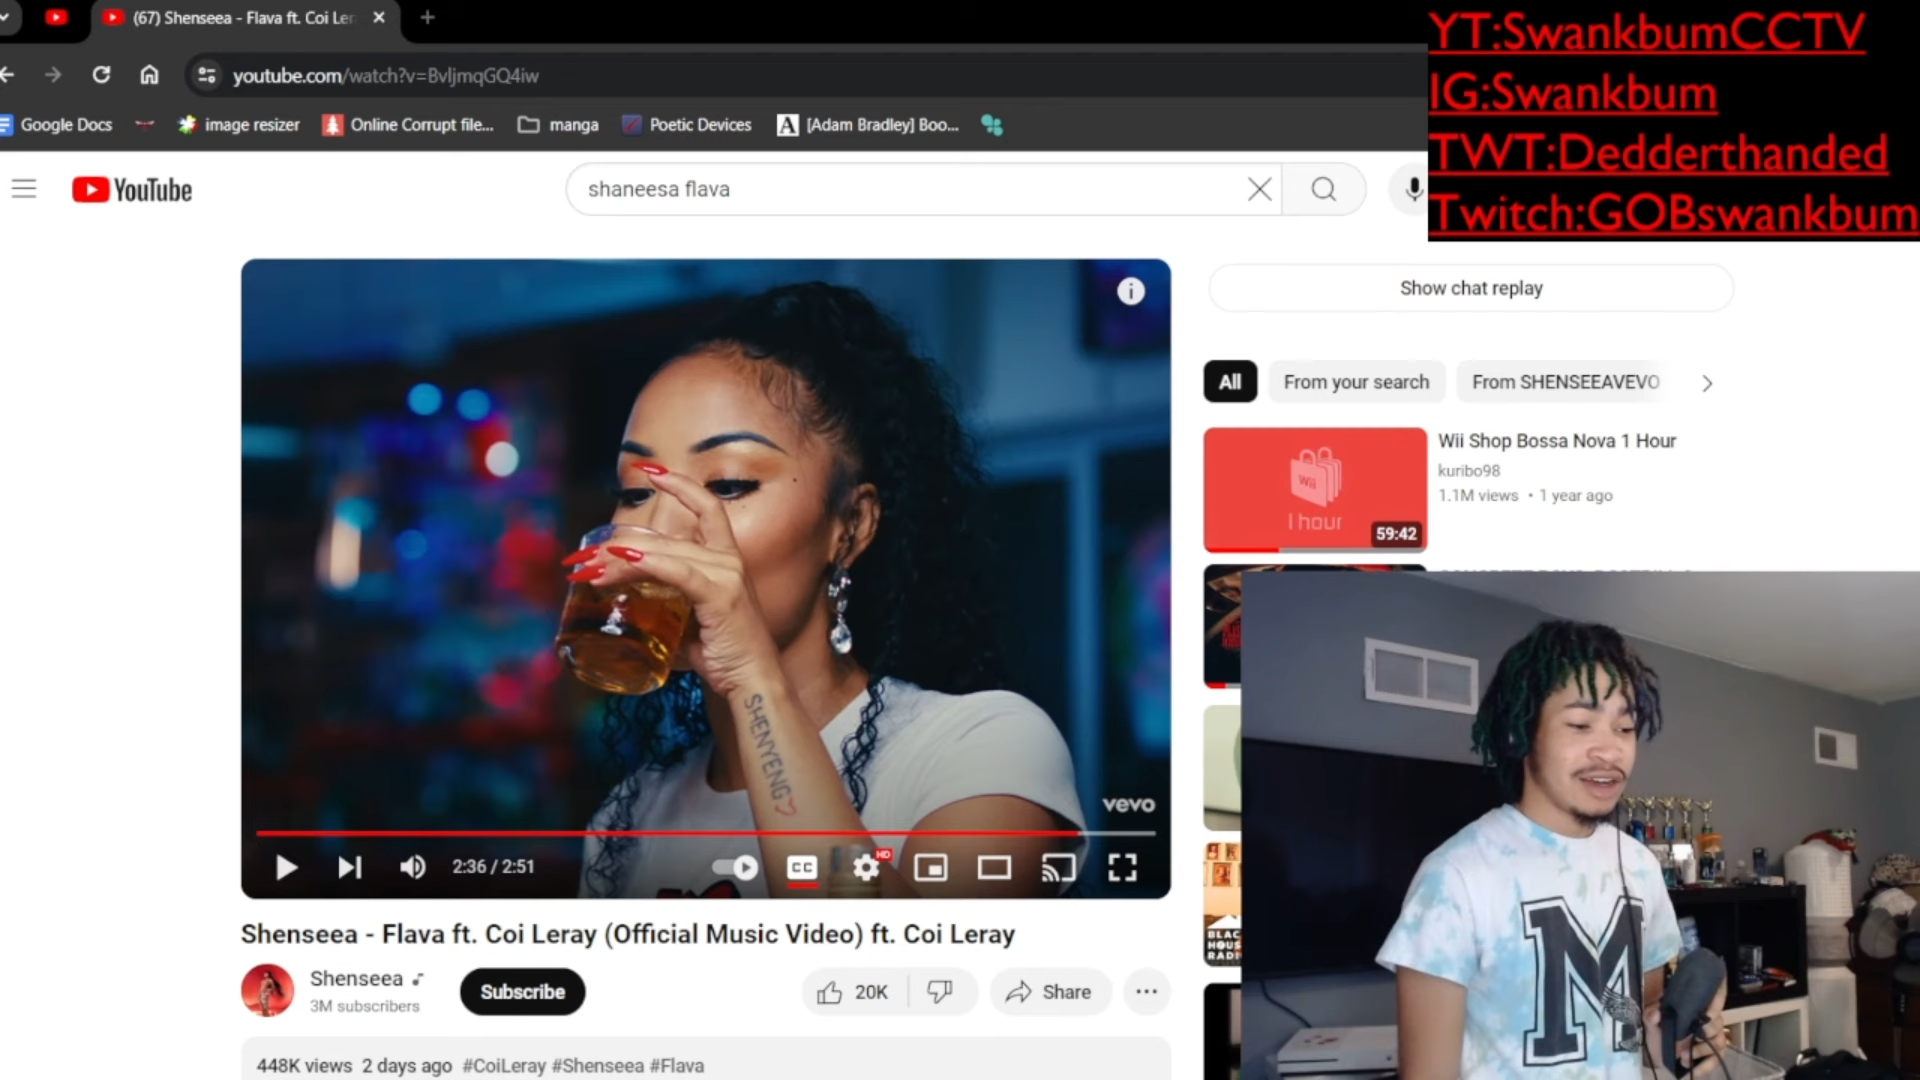 (67) Shenseea - Flava ft. Coi Ler
YT:SwankbumCCTV
IG:Swankbum
TWT:Dedderthanded
Twitch:GOBswankbum
youtube.com/watch?v=BvljmqGQ4iw
Google Docs
image resizer
Online Corrupt file...
manga
Poetic Devices
[Adam Bradley] Boo...
YouTube
shaneesa flava
Show chat replay
All
From your search
From SHENSEEAVEVO
Wii Shop Bossa Nova 1 Hour
kuribo98
1.1M views • 1 year ago
Wii
1 hour
59:42
SHENYENG
vevo
2:36 / 2:51
CC
HD
Shenseea - Flava ft. Coi Leray (Official Music Video) ft. Coi Leray
Shenseea
3M subscribers
Subscribe
20K
Share
448K views 2 days ago #CoiLeray #Shenseea #Flava
M